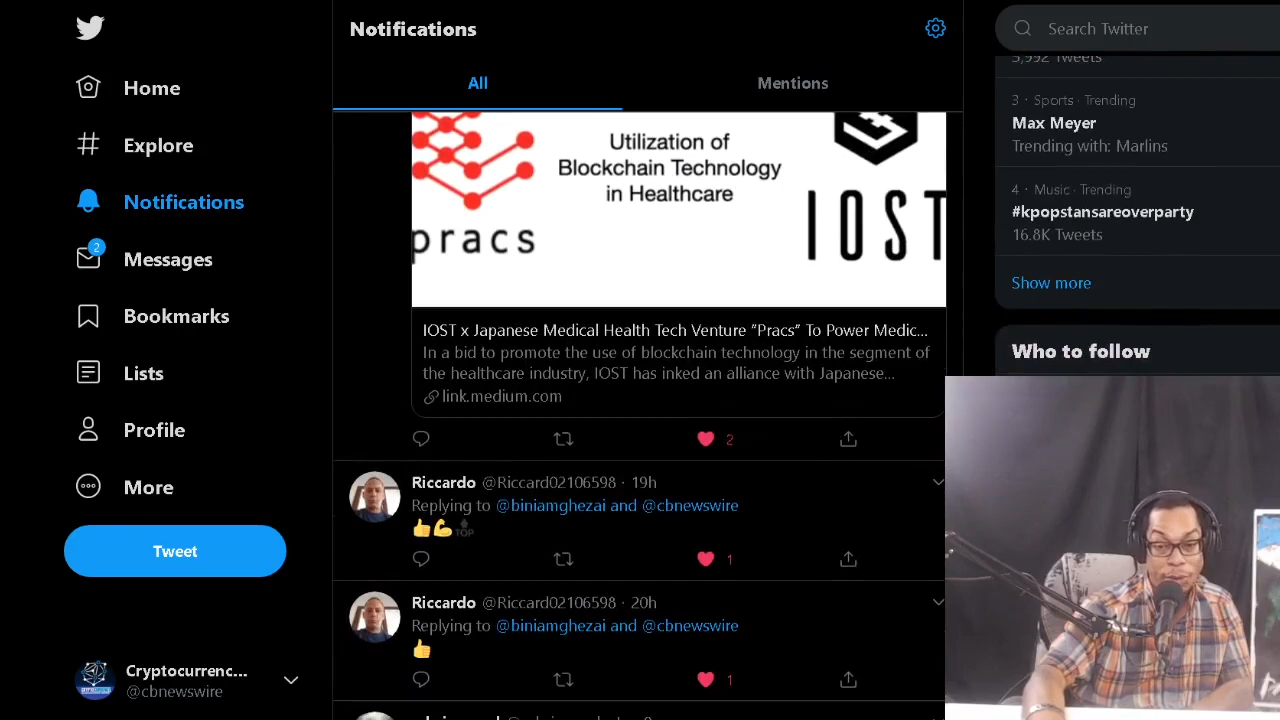 Home
Explore
Notifications
2
Messages
Bookmarks
Lists
Profile
More
Tweet
Cryptocurrenc...
@cbnewswire
Notifications
All
Mentions
Utilization of
Blockchain Technology
in Healthcare
pracs
IOST
IOST x Japanese Medical Health Tech Venture “Pracs” To Power Medic...
In a bid to promote the use of blockchain technology in the segment of
the healthcare industry, IOST has inked an alliance with Japanese...
link.medium.com
2
Riccardo @Riccard02106598 · 19h
Replying to @biniamghezai and @cbnewswire
👍💪🔝
1
Riccardo @Riccard02106598 · 20h
Replying to @biniamghezai and @cbnewswire
👍
1
Search Twitter
5,992 Tweets
3 · Sports · Trending
Max Meyer
Trending with: Marlins
4 · Music · Trending
#kpopstansareoverparty
16.8K Tweets
Show more
Who to follow